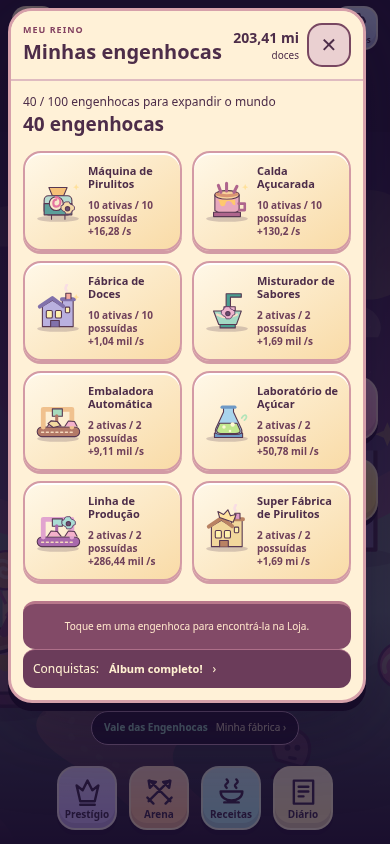 MEU REINO
Minhas engenhocas
203,41 mi
doces
40 / 100 engenhocas para expandir o mundo
40 engenhocas
Máquina de
Pirulitos
10 ativas / 10
possuídas
+16,28 /s
Calda
Açucarada
10 ativas / 10
possuídas
+130,2 /s
Fábrica de
Doces
10 ativas / 10
possuídas
+1,04 mil /s
Misturador de
Sabores
2 ativas / 2
possuídas
+1,69 mil /s
Embaladora
Automática
2 ativas / 2
possuídas
+9,11 mil /s
Laboratório de
Açúcar
2 ativas / 2
possuídas
+50,78 mil /s
Linha de
Produção
2 ativas / 2
possuídas
+286,44 mil /s
Super Fábrica
de Pirulitos
2 ativas / 2
possuídas
+1,69 mi /s
Toque em uma engenhoca para encontrá-la na Loja.
Conquistas: Álbum completo! ›
Vale das Engenhocas Minha fábrica ›
Prestígio
Arena
Receitas
Diário